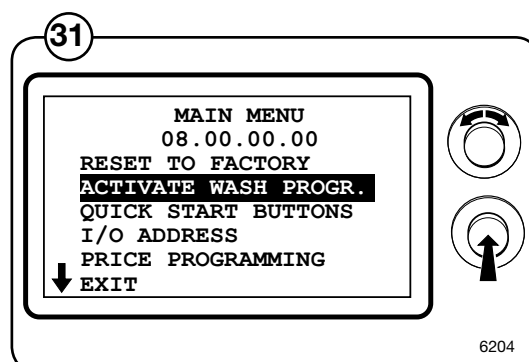 31
MAIN MENU
08.00.00.00
RESET TO FACTORY
ACTIVATE WASH PROGR.
QUICK START BUTTONS
I/O ADDRESS
PRICE PROGRAMMING
EXIT
6204